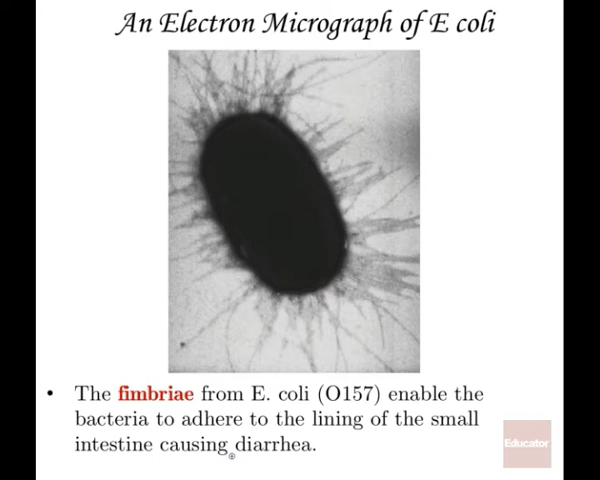 An Electron Micrograph of E coli
• The fimbriae from E. coli (O157) enable the
bacteria to adhere to the lining of the small
intestine causing diarrhea.
Educator